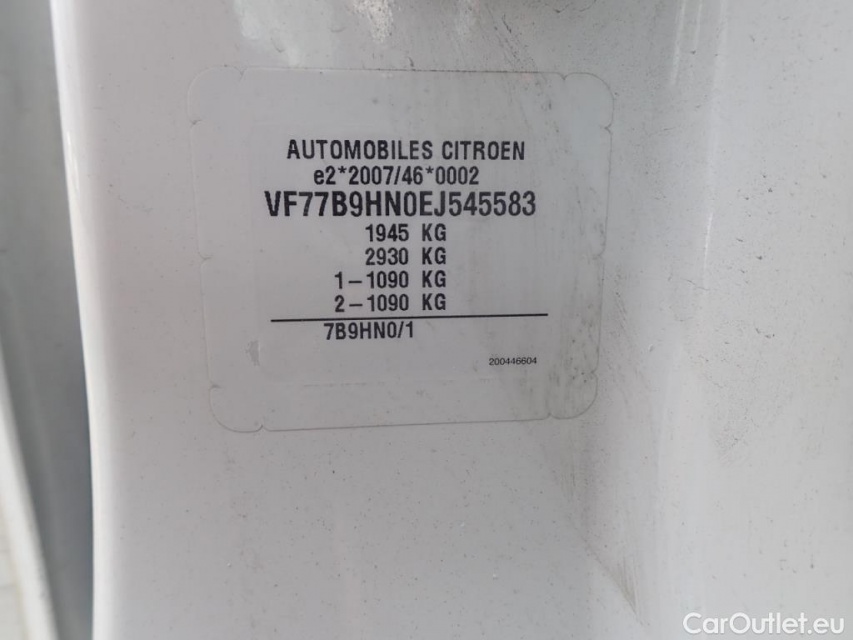 AUTOMOBILES CITROEN
e2*2007/46*0002
VF77B9HN0EJ545583
1945 KG
2930 KG
1-1090 KG
2-1090 KG
7B9HN0/1
200446604
CarOutlet.eu